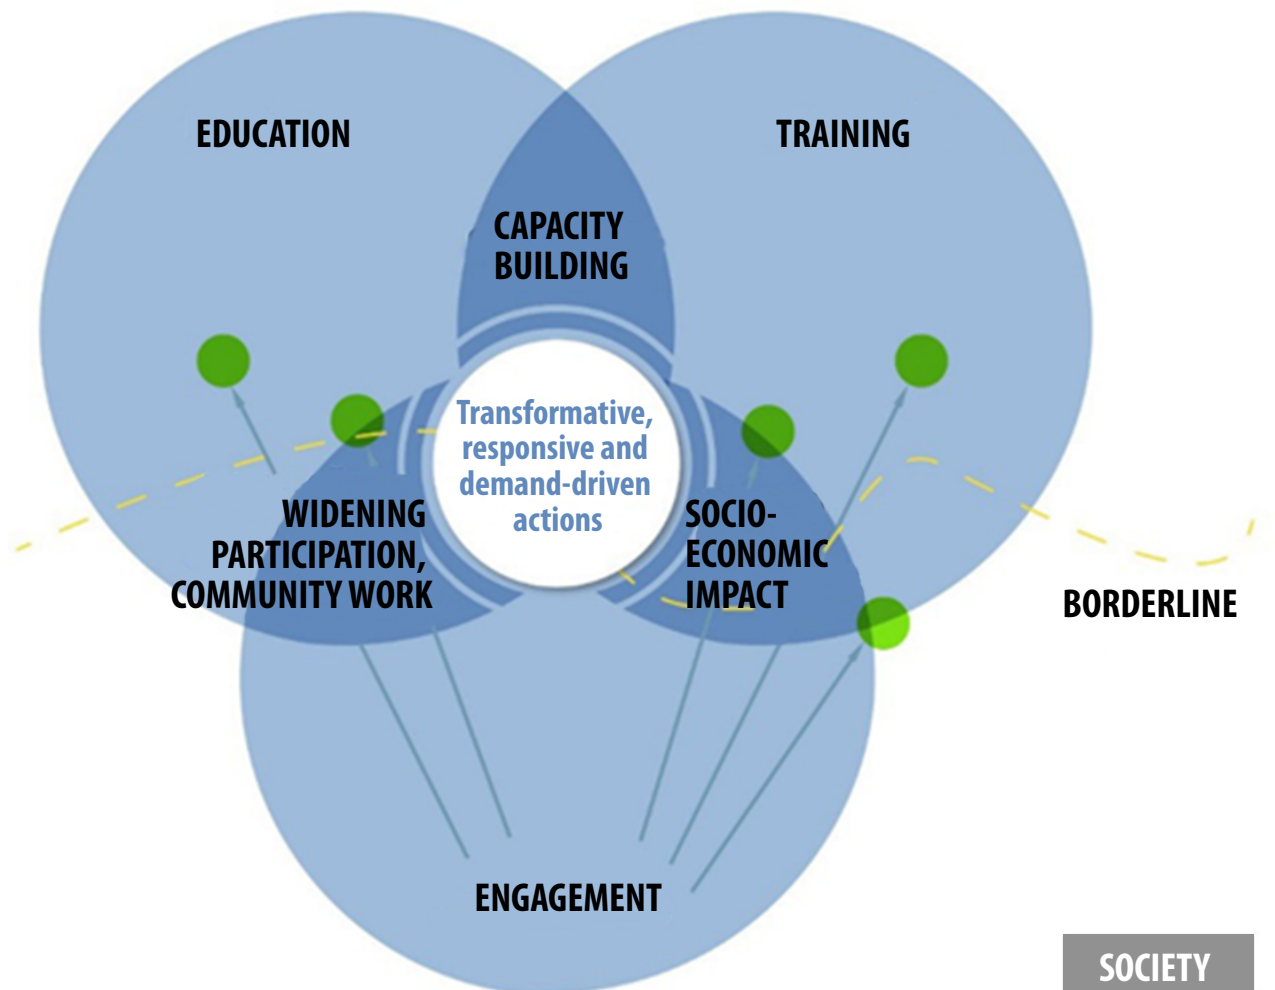 EDUCATION
TRAINING
CAPACITY
BUILDING
Transformative,
responsive and
demand-driven
actions
WIDENING
PARTICIPATION,
COMMUNITY WORK
SOCIO-
ECONOMIC
IMPACT
BORDERLINE
ENGAGEMENT
SOCIETY